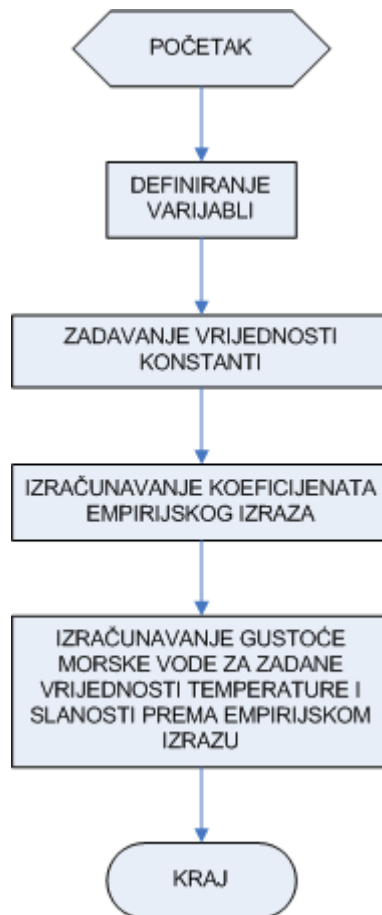 POČETAK
DEFINIRANJE
VARIJABLI
ZADAVANJE VRIJEDNOSTI
KONSTANTI
IZRAČUNAVANJE KOEFICIJENATA
EMPIRIJSKOG IZRAZA
IZRAČUNAVANJE GUSTOĆE
MORSKE VODE ZA ZADANE
VRIJEDNOSTI TEMPERATURE I
SLANOSTI PREMA EMPIRIJSKOM
IZRAZU
KRAJ